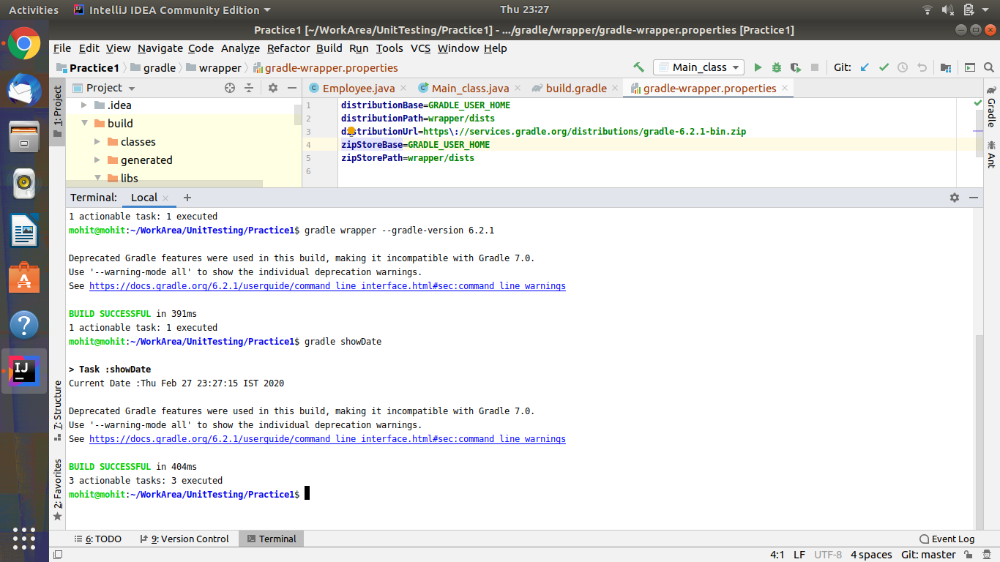 Activities IntelliJ IDEA Community Edition Thu 23:27
Practice1 [~/WorkArea/UnitTesting/Practice1] - .../gradle/wrapper/gradle-wrapper.properties [Practice1]
File Edit View Navigate Code Analyze Refactor Build Run Tools VCS Window Help
Practice1 gradle wrapper gradle-wrapper.properties Main_class Git:
1: Project
Project
Employee.java Main_class.java build.gradle gradle-wrapper.properties
.idea
build
classes
generated
libs
1 distributionBase=GRADLE_USER_HOME
2 distributionPath=wrapper/dists
3 distributionUrl=https\://services.gradle.org/distributions/gradle-6.2.1-bin.zip
4 zipStoreBase=GRADLE_USER_HOME
5 zipStorePath=wrapper/dists
6
Gradle
Ant
Terminal: Local +
1 actionable task: 1 executed
mohit@mohit:~/WorkArea/UnitTesting/Practice1$ gradle wrapper --gradle-version 6.2.1
Deprecated Gradle features were used in this build, making it incompatible with Gradle 7.0.
Use '--warning-mode all' to show the individual deprecation warnings.
See https://docs.gradle.org/6.2.1/userguide/command_line_interface.html#sec:command_line_warnings
BUILD SUCCESSFUL in 391ms
1 actionable task: 1 executed
mohit@mohit:~/WorkArea/UnitTesting/Practice1$ gradle showDate
> Task :showDate
Current Date :Thu Feb 27 23:27:15 IST 2020
Deprecated Gradle features were used in this build, making it incompatible with Gradle 7.0.
Use '--warning-mode all' to show the individual deprecation warnings.
See https://docs.gradle.org/6.2.1/userguide/command_line_interface.html#sec:command_line_warnings
BUILD SUCCESSFUL in 404ms
3 actionable tasks: 3 executed
mohit@mohit:~/WorkArea/UnitTesting/Practice1$
7: Structure
2: Favorites
IJ
6: TODO 9: Version Control Terminal Event Log
4:1 LF UTF-8 4 spaces Git: master